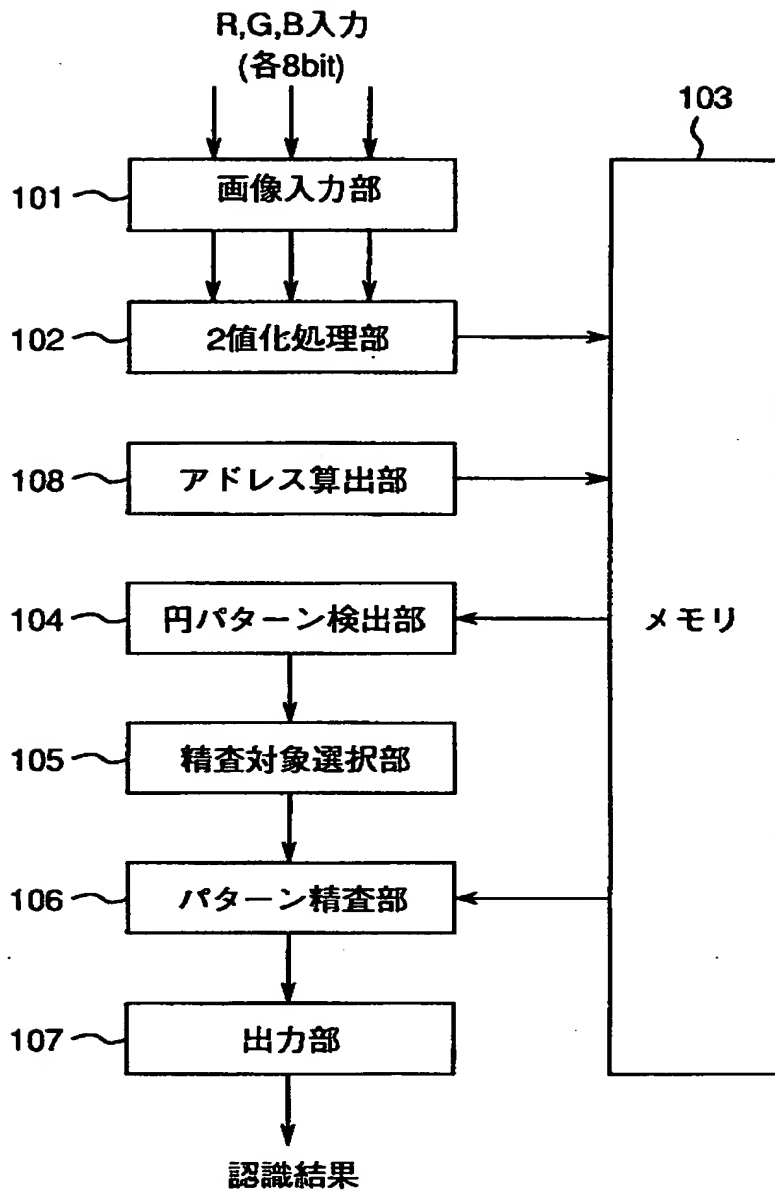 R,G,B入力
(各8bit)
103
101
画像入力部
102
2値化処理部
108
アドレス算出部
104
円パターン検出部
メモリ
105
精査対象選択部
106
パターン精査部
107
出力部
認識結果